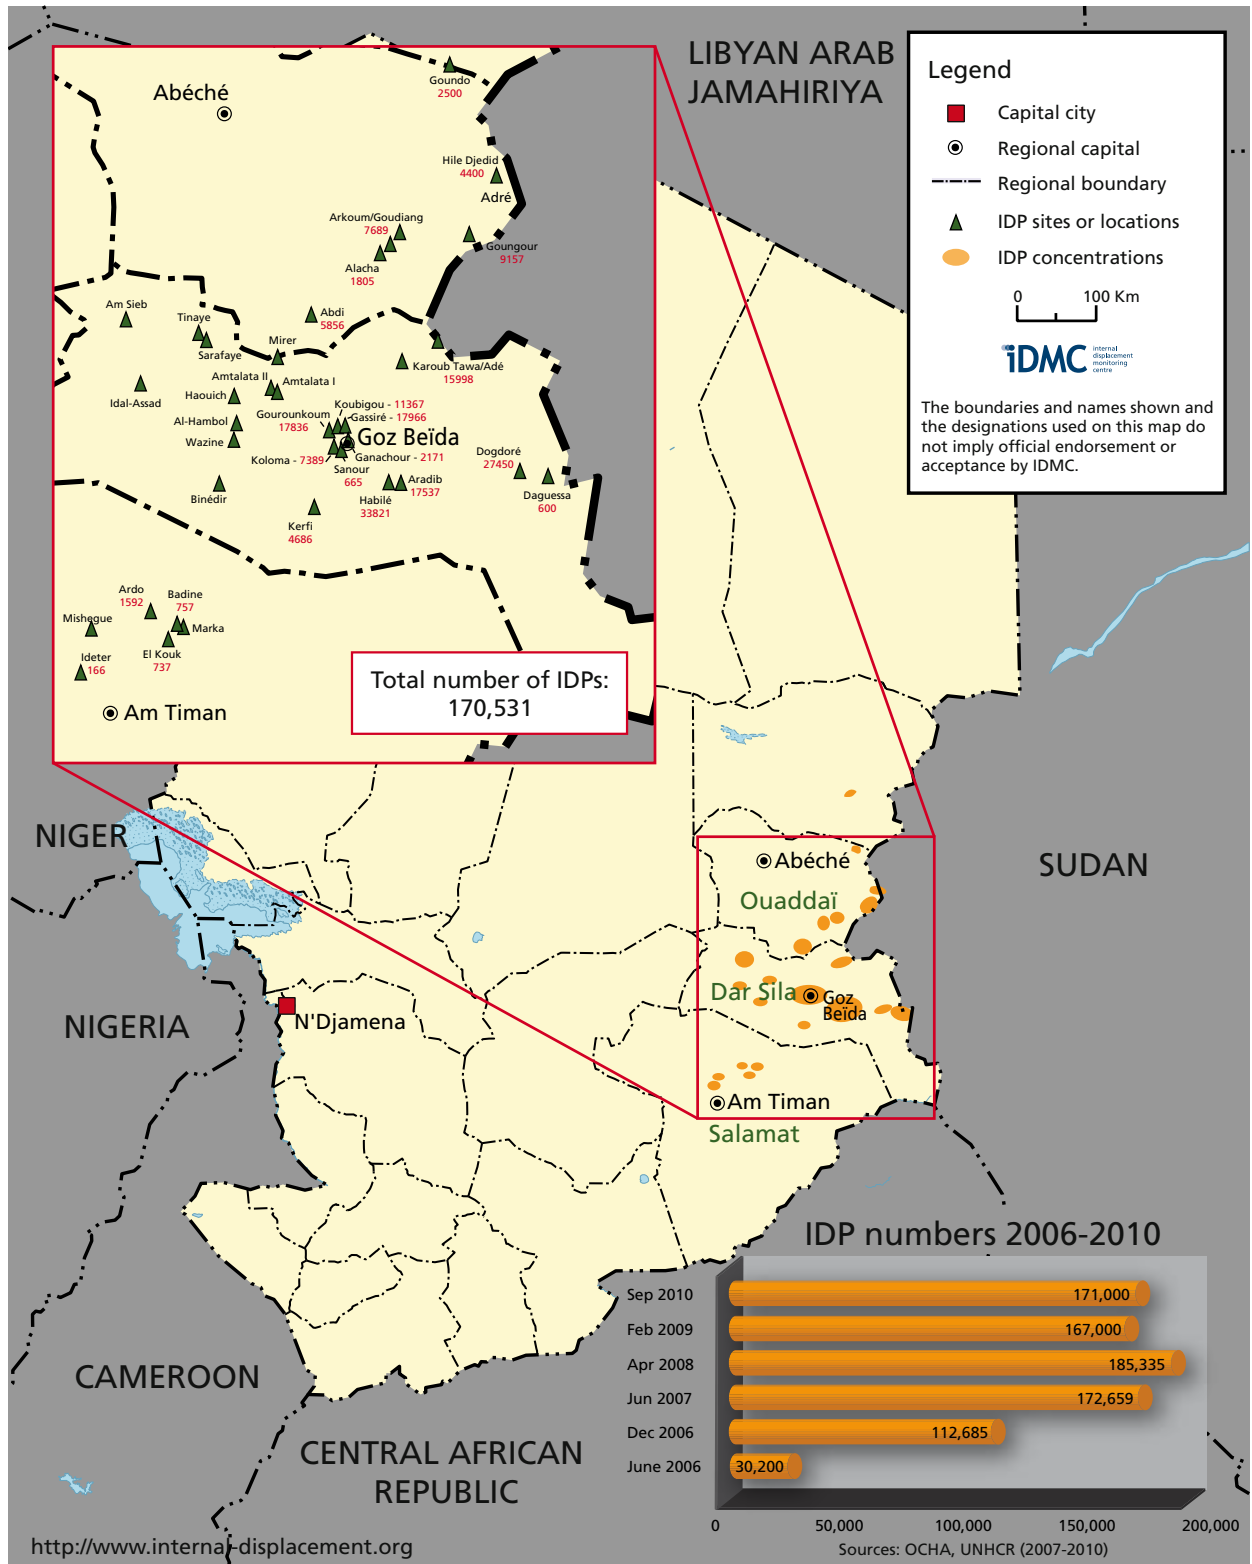 LIBYAN ARAB
JAMAHIRIYA
Legend
Capital city
Regional capital
Regional boundary
IDP sites or locations
IDP concentrations
0
100 Km
iDMC
internal
displacement
monitoring
centre
The boundaries and names shown and
the designations used on this map do
not imply official endorsement or
acceptance by IDMC.
Abéché
Goundo
2500
Hile Djedid
4400
Adré
Arkoum/Goudiang
7689
Goungour
9157
Alacha
1805
Am Sieb
Tinaye
Sarafaye
Abdi
5856
Mirer
Karoub Tawa/Adé
15998
Idal-Assad
Amtalata II
Amtalata I
Haouich
Koubigou - 11367
Gourounkoum
17836
Gassiré - 17966
Al-Hambol
Wazine
Goz Beïda
Koloma - 7389
Ganachour - 2171
Sanour
665
Dogdoré
27450
Daguessa
600
Binédir
Habilé
33821
Aradib
17537
Kerfi
4686
Ardo
1592
Badine
757
Mishegue
Marka
El Kouk
737
Ideter
166
Am Timan
Total number of IDPs:
170,531
NIGER
NIGERIA
N'Djamena
CAMEROON
CENTRAL AFRICAN
REPUBLIC
SUDAN
Abéché
Ouaddaï
Dar Sila
Goz
Beïda
Am Timan
Salamat
IDP numbers 2006-2010
Sep 2010
171,000
Feb 2009
167,000
Apr 2008
185,335
Jun 2007
172,659
Dec 2006
112,685
June 2006
30,200
0
50,000
100,000
150,000
200,000
Sources: OCHA, UNHCR (2007-2010)
http://www.internal-displacement.org